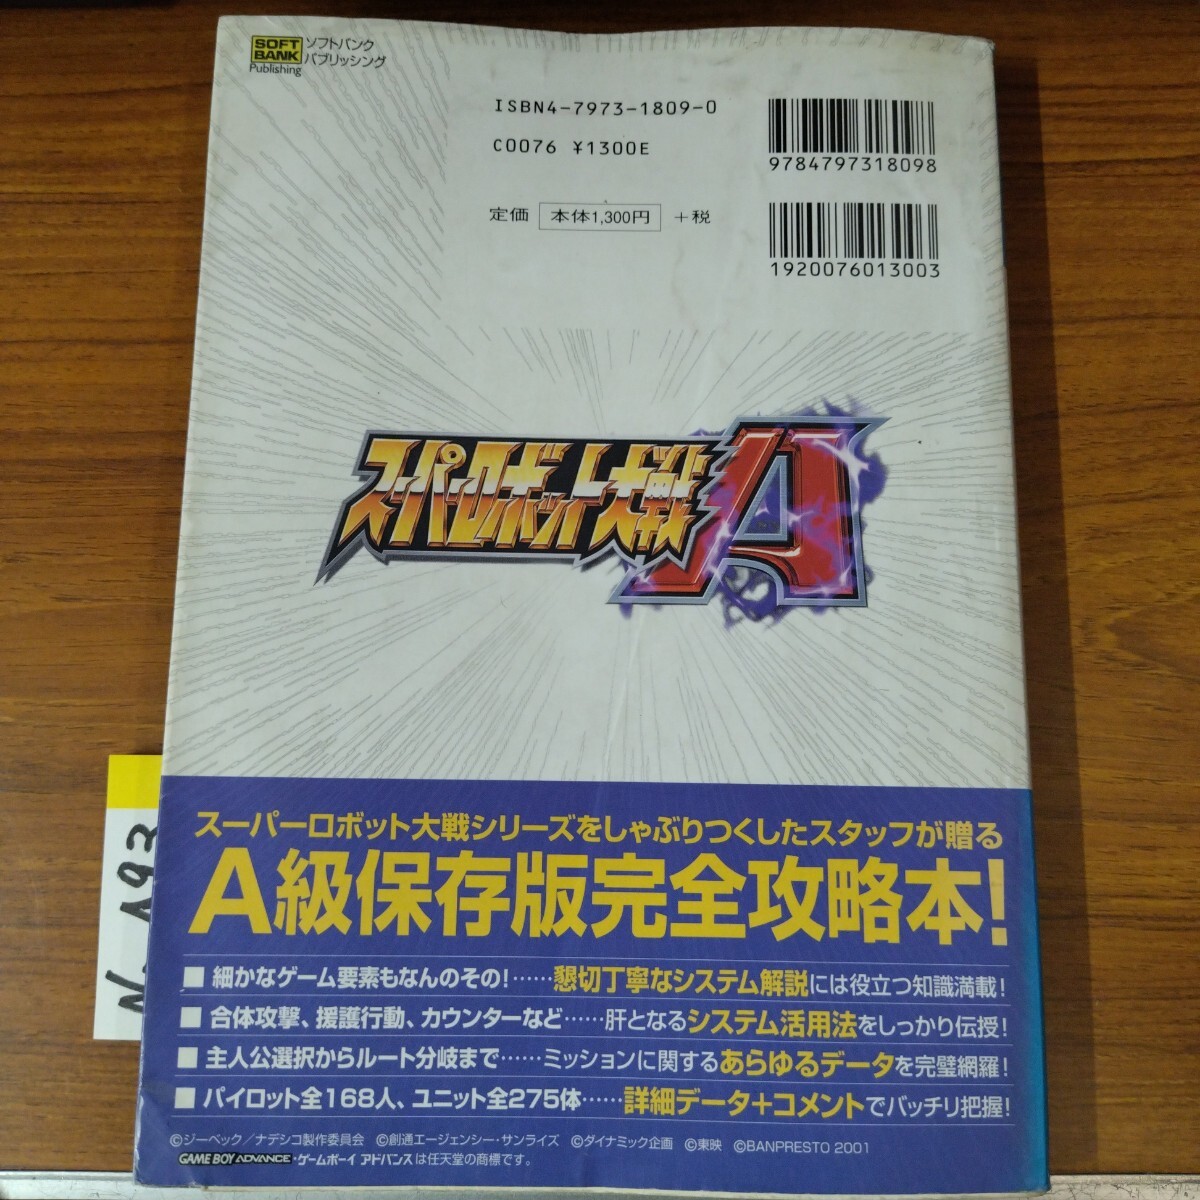 SOFT
BANK
Publishing
ソフトバンク
パブリッシング
ISBN4-7973-1809-0
C0076 ¥1300E
定価 本体1,300円 +税
9784797318098
1920076013003
スーパーロボット大戦A
スーパーロボット大戦シリーズをしゃぶりつくしたスタッフが贈る
A級保存版完全攻略本!
■ 細かなゲーム要素もなんのその!……懇切丁寧なシステム解説には役立つ知識満載!
■ 合体攻撃、援護行動、カウンターなど……肝となるシステム活用法をしっかり伝授!
■ 主人公選択からルート分岐まで……ミッションに関するあらゆるデータを完璧網羅!
■ パイロット全168人、ユニット全275体……詳細データ+コメントでバッチリ把握!
©ジーベック/ナデシコ製作委員会 ©創通エージェンシー・サンライズ ©ダイナミック企画 ©東映 ©BANPRESTO 2001
GAME BOY ADVANCE・ゲームボーイ アドバンスは任天堂の商標です。